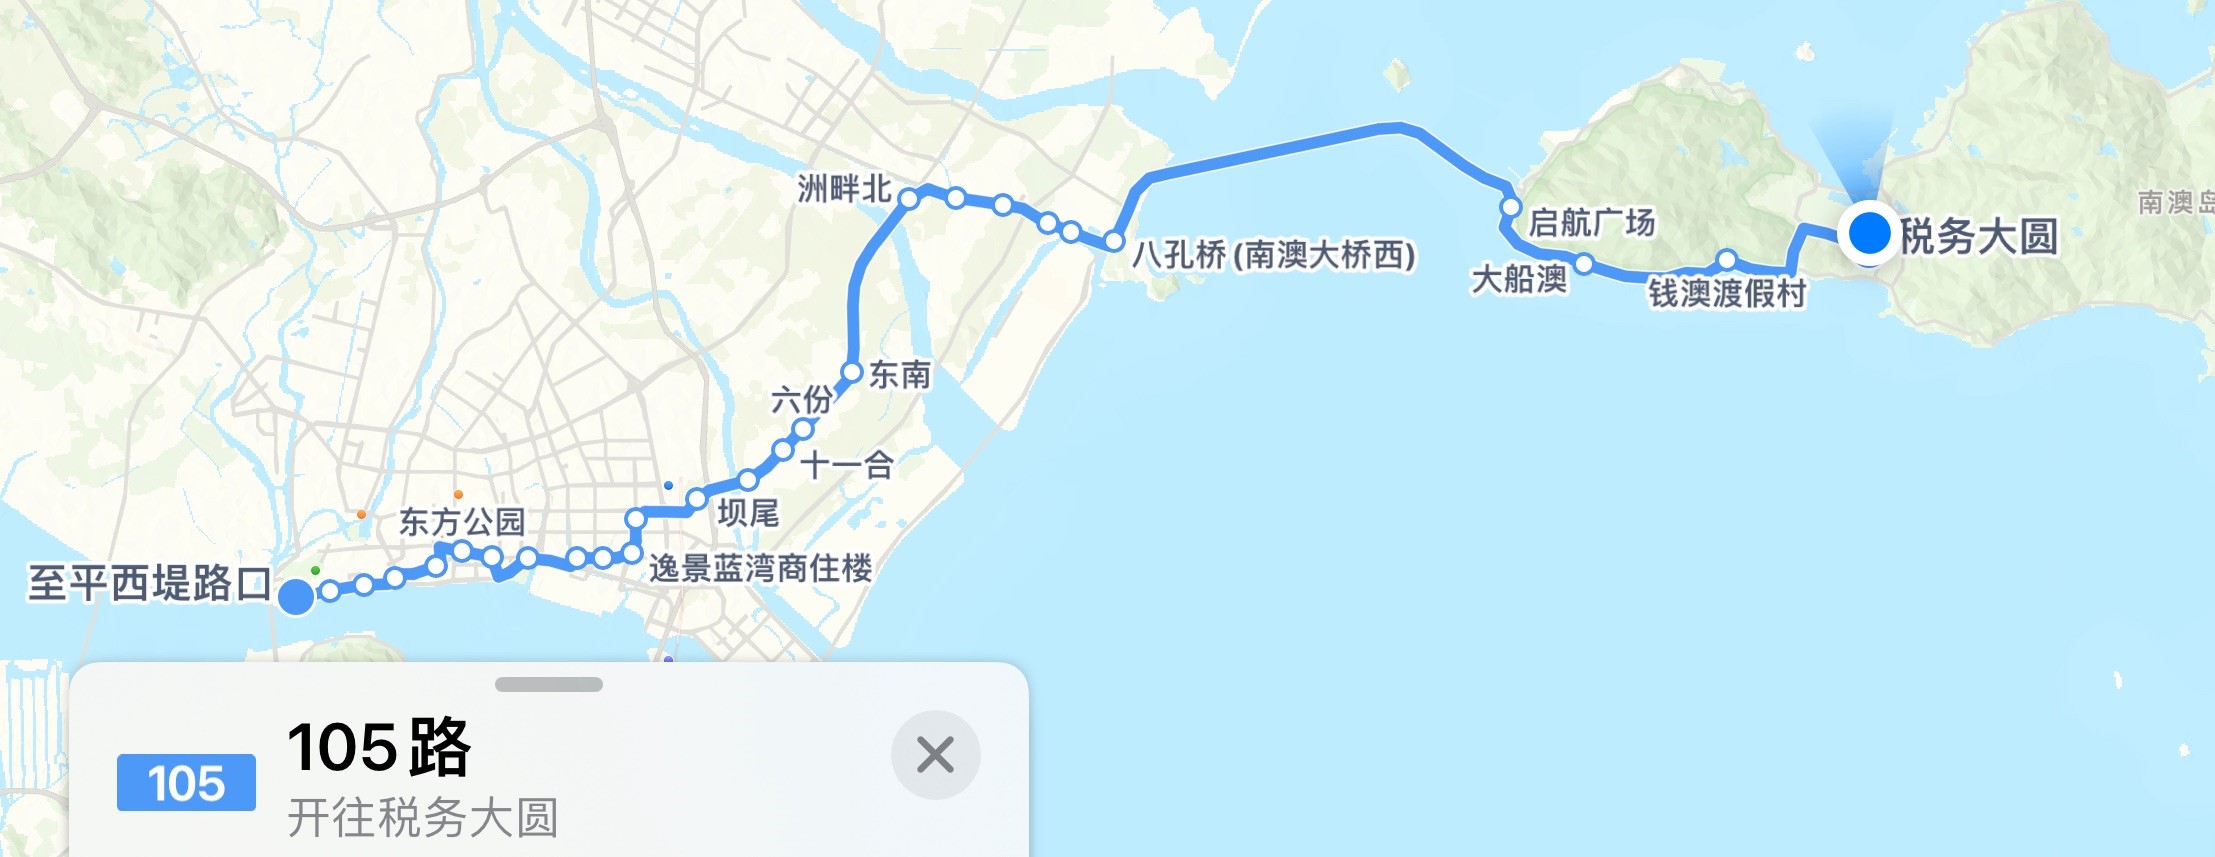 洲畔北
南澳岛
启航广场
税务大圆
八孔桥(南澳大桥西)
大船澳
钱澳渡假村
东南
六份
十一合
坝尾
东方公园
逸景蓝湾商住楼
至平西堤路口
105路
105
开往税务大圆